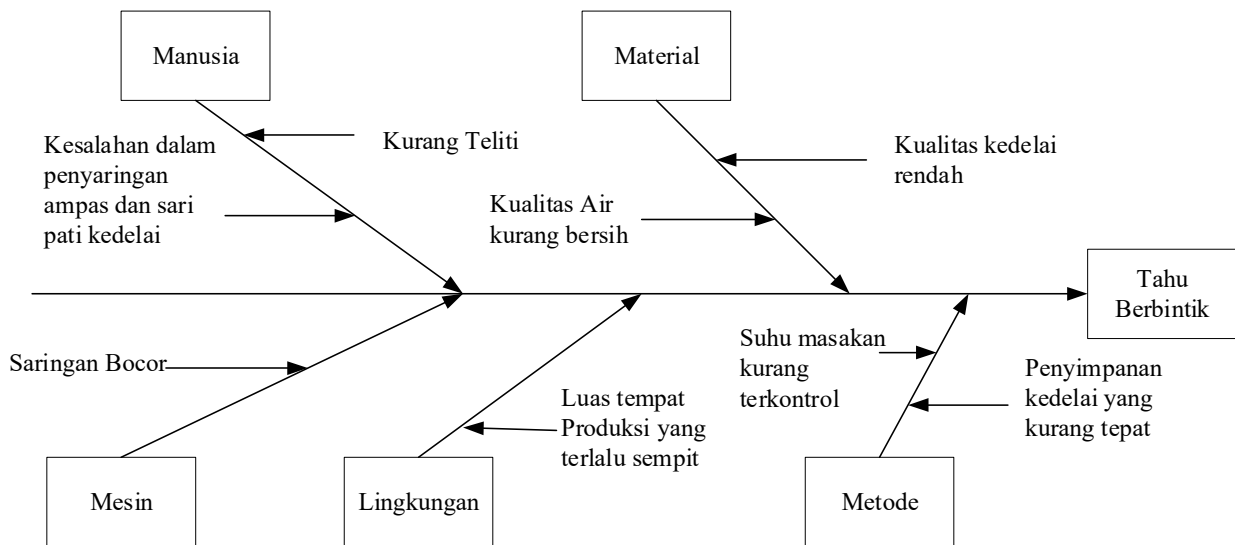 Manusia
Material
Kesalahan dalam
penyaringan
ampas dan sari
pati kedelai
Kurang Teliti
Kualitas Air
kurang bersih
Kualitas kedelai
rendah
Tahu
Berbintik
Saringan Bocor
Luas tempat
Produksi yang
terlalu sempit
Suhu masakan
kurang
terkontrol
Penyimpanan
kedelai yang
kurang tepat
Mesin
Lingkungan
Metode